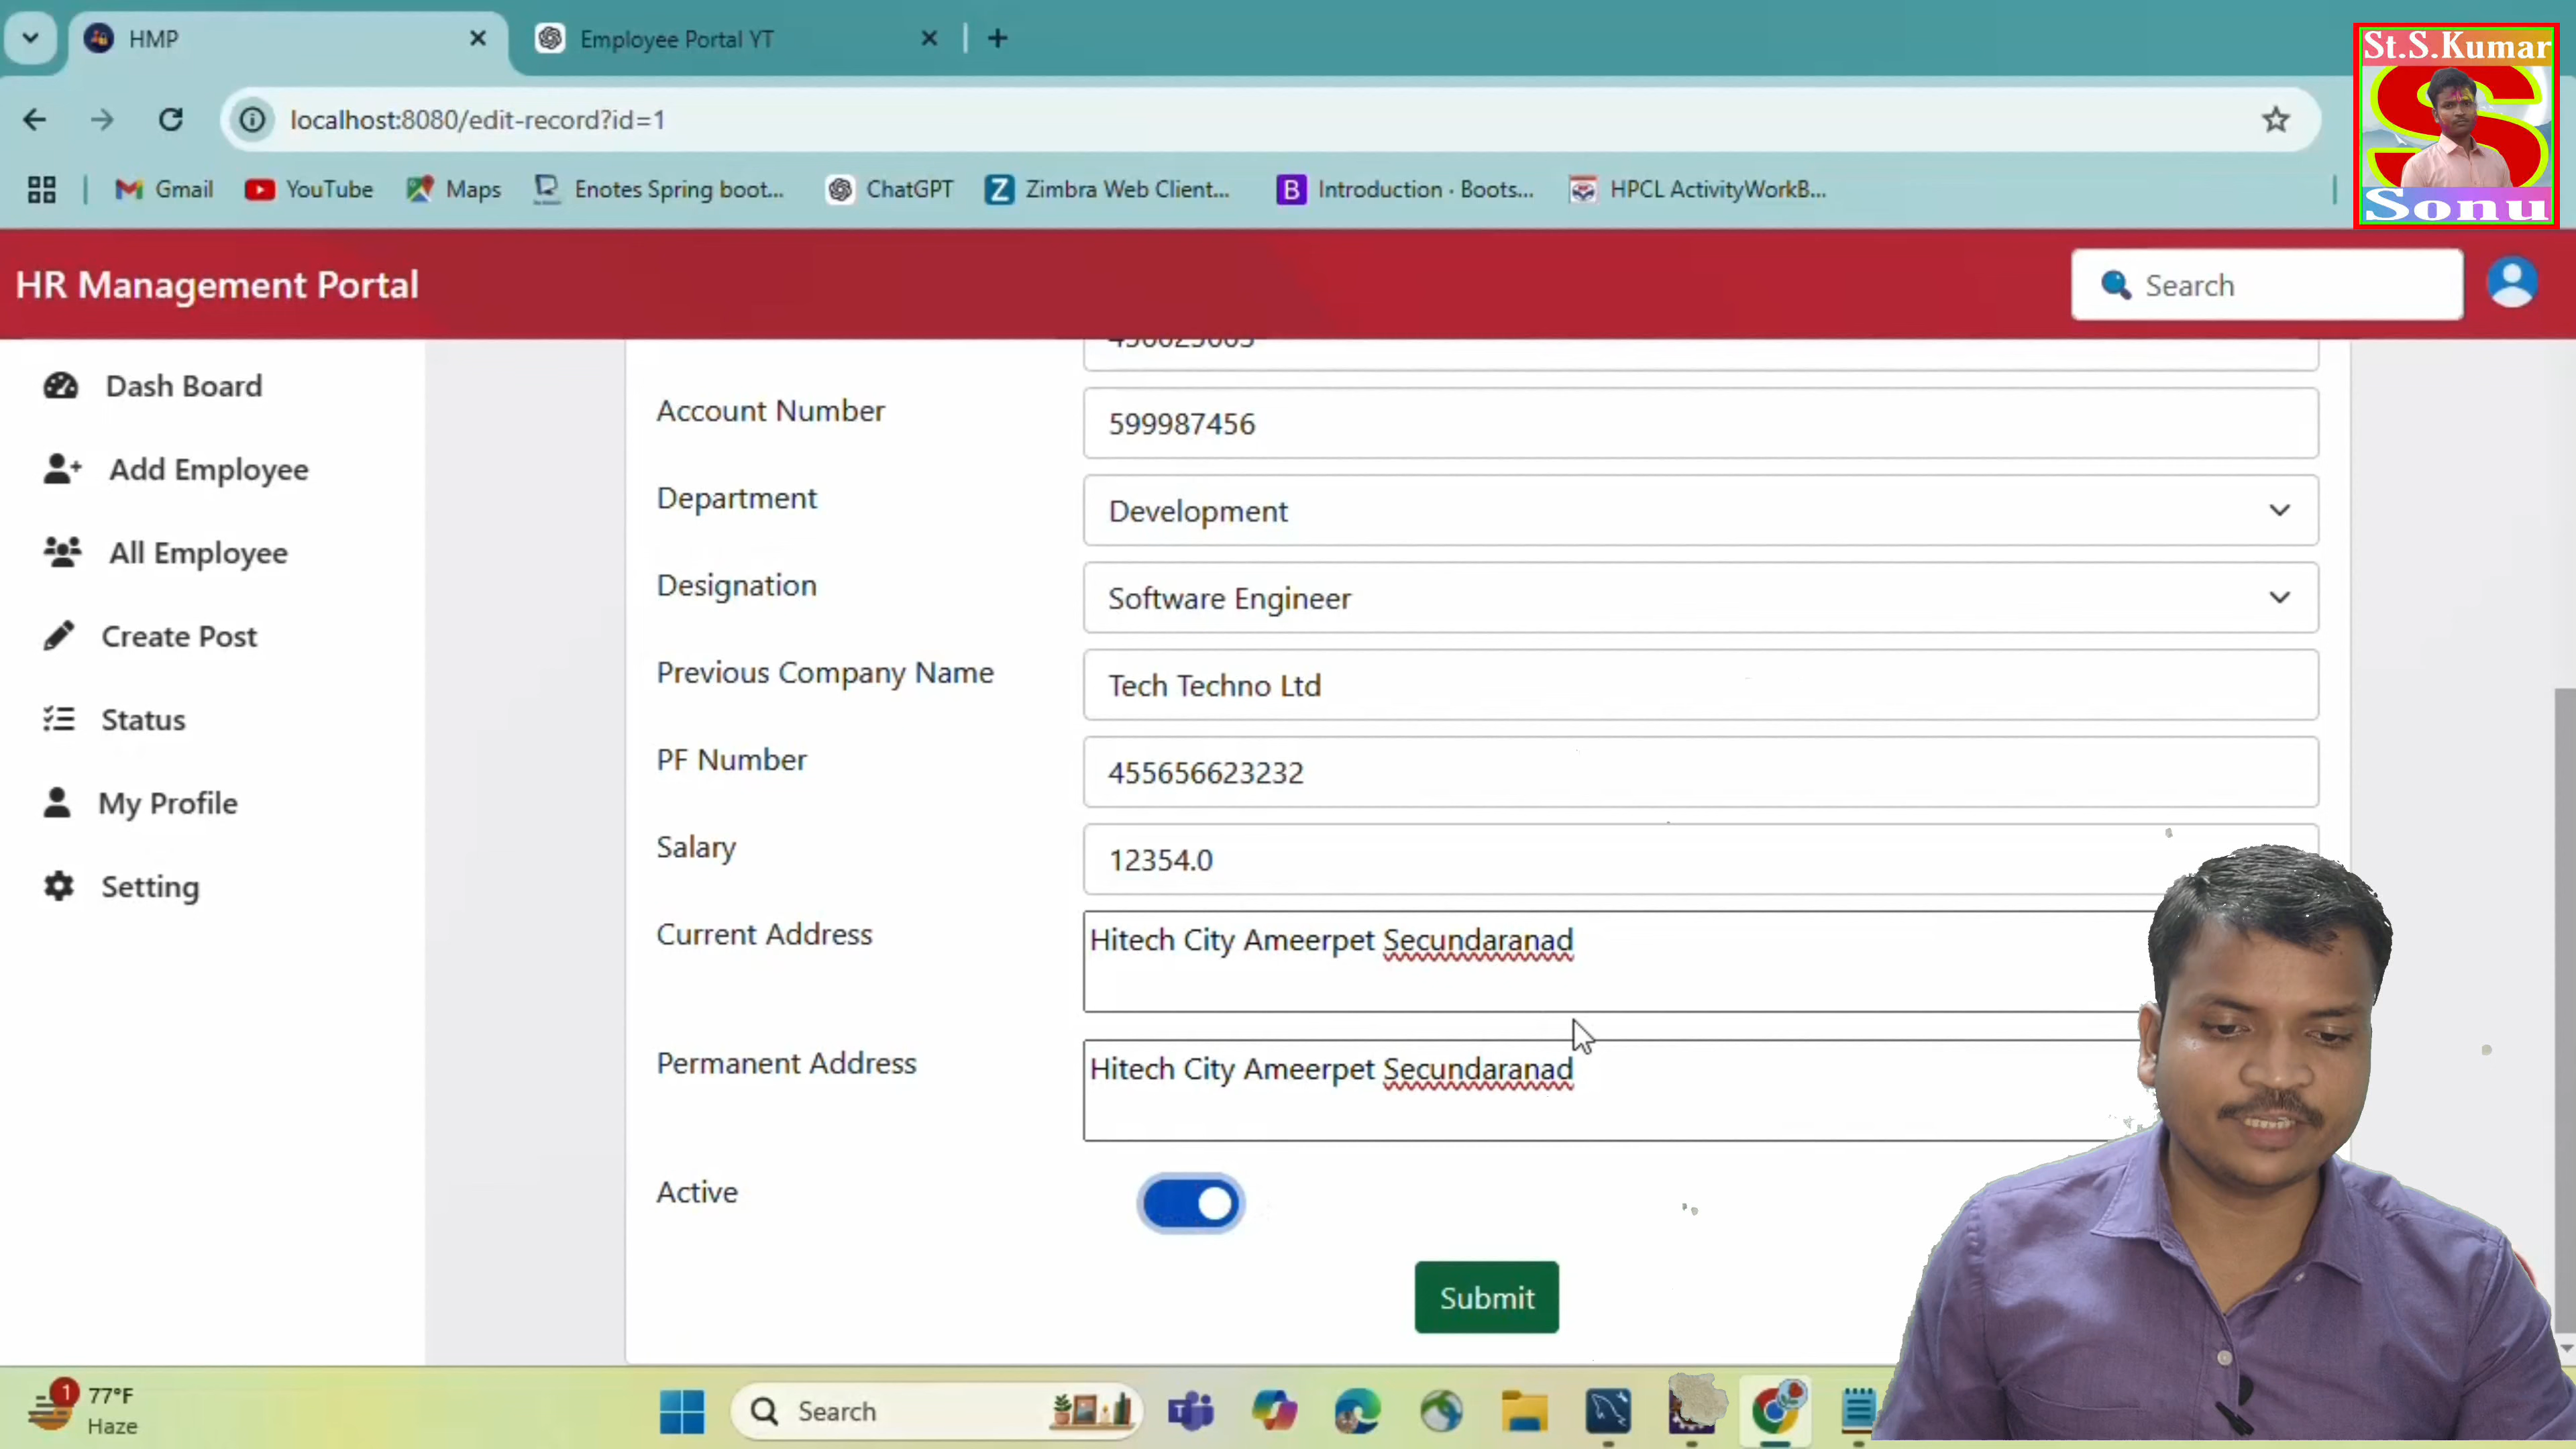 HMP
Employee Portal YT
St.S.Kumar
Sonu
localhost:8080/edit-record?id=1
Gmail
YouTube
Maps
Enotes Spring boot...
ChatGPT
Zimbra Web Client...
B
Introduction · Boots...
HPCL ActivityWorkB...
HR Management Portal
Search
Dash Board
Add Employee
All Employee
Create Post
Status
My Profile
Setting
Account Number
599987456
Department
Development
Designation
Software Engineer
Previous Company Name
Tech Techno Ltd
PF Number
455656623232
Salary
12354.0
Current Address
Hitech City Ameerpet Secundaranad
Permanent Address
Hitech City Ameerpet Secundaranad
Active
Submit
1
77°F
Haze
Search